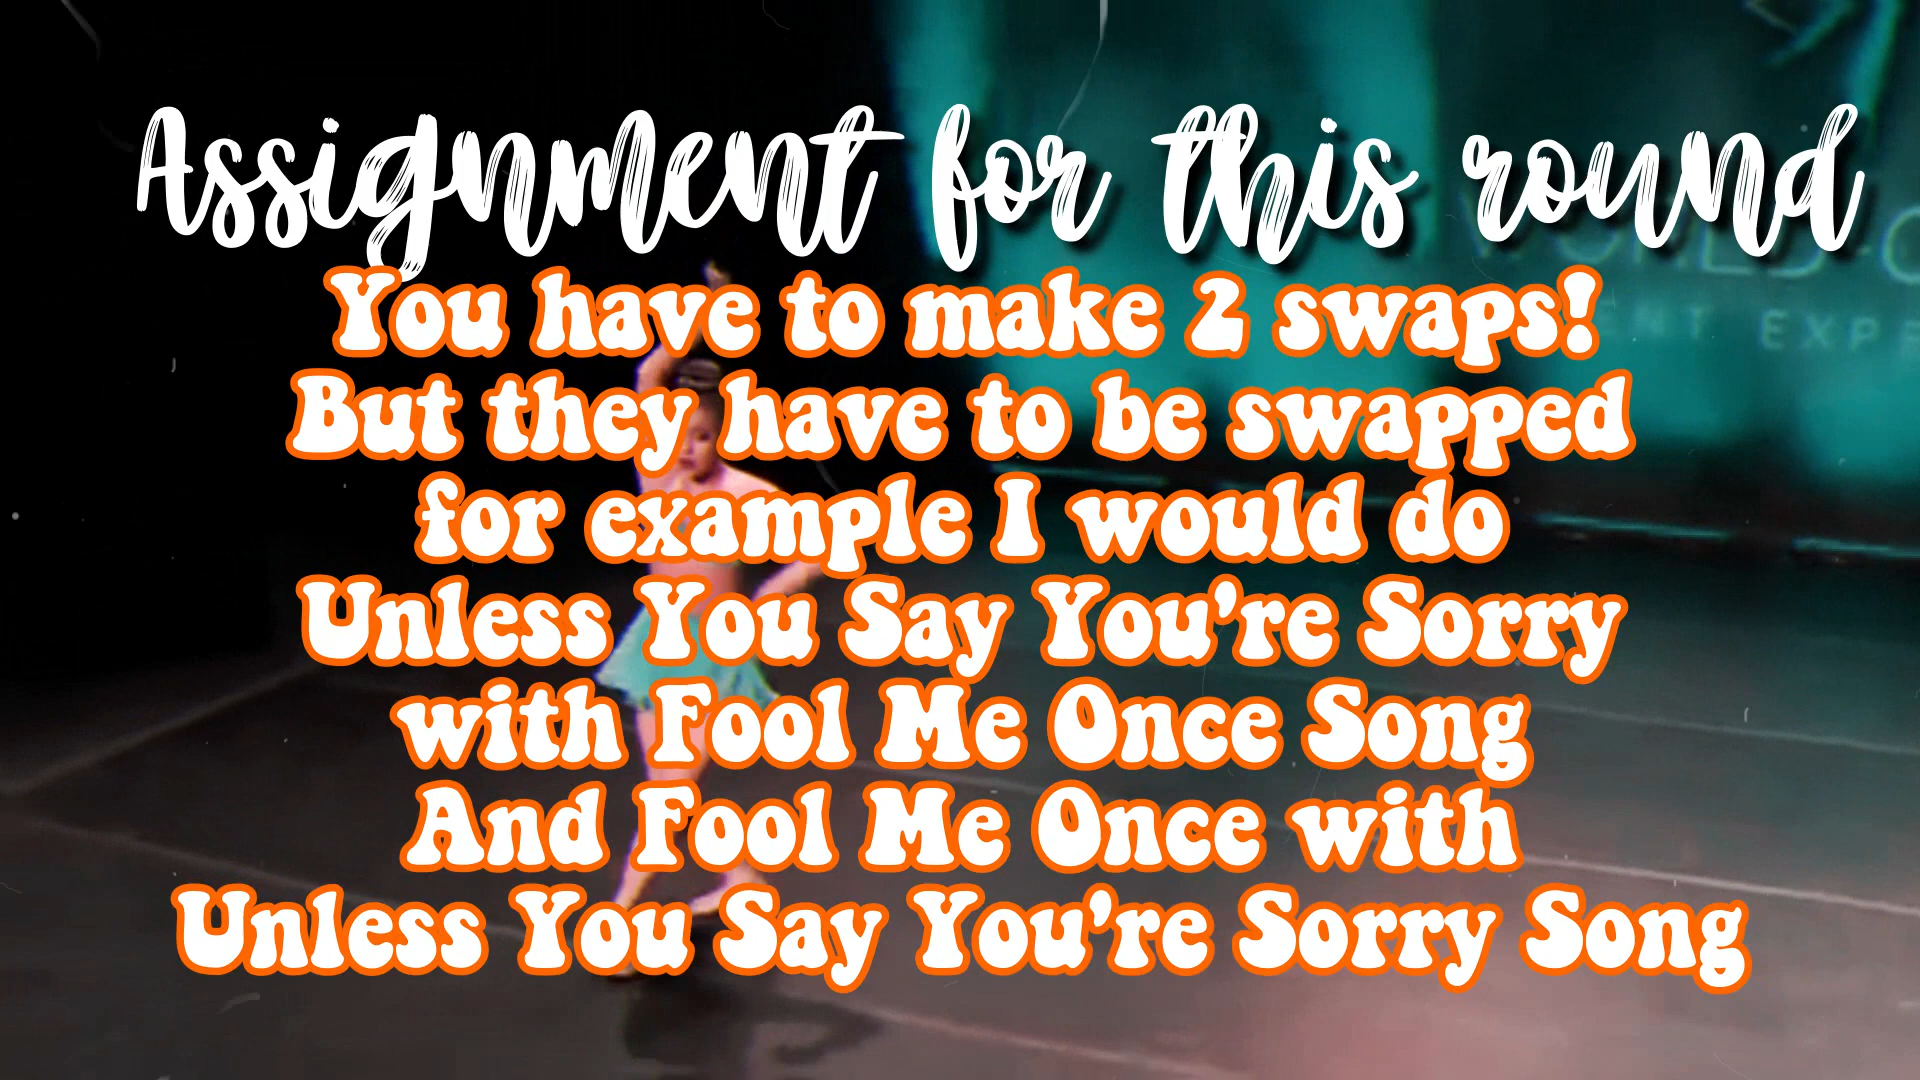 Assignment for this round
You have to make 2 swaps!
But they have to be swapped
for example I would do
Unless You Say You're Sorry
with Fool Me Once Song
And Fool Me Once with
Unless You Say You're Sorry Song